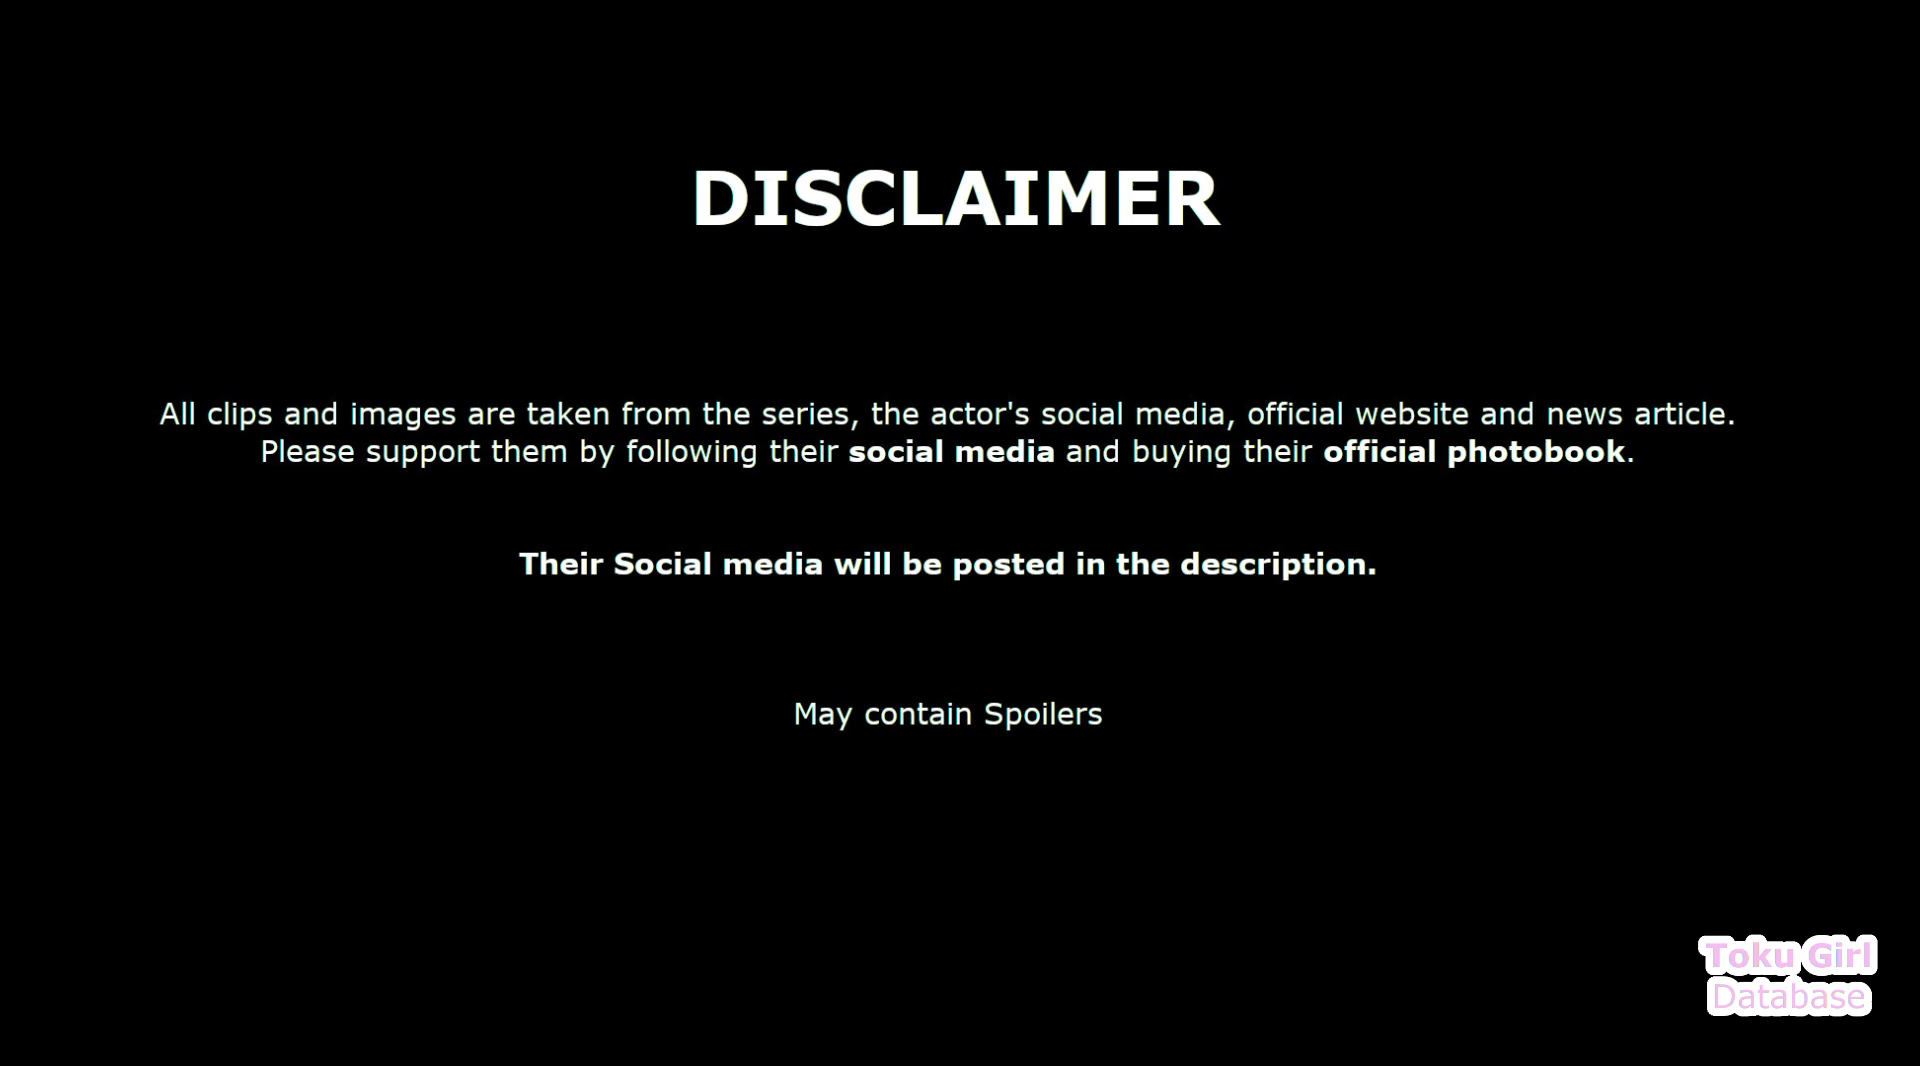 DISCLAIMER
All clips and images are taken from the series, the actor's social media, official website and news article.
Please support them by following their social media and buying their official photobook.
Their Social media will be posted in the description.
May contain Spoilers
Toku Girl
Database